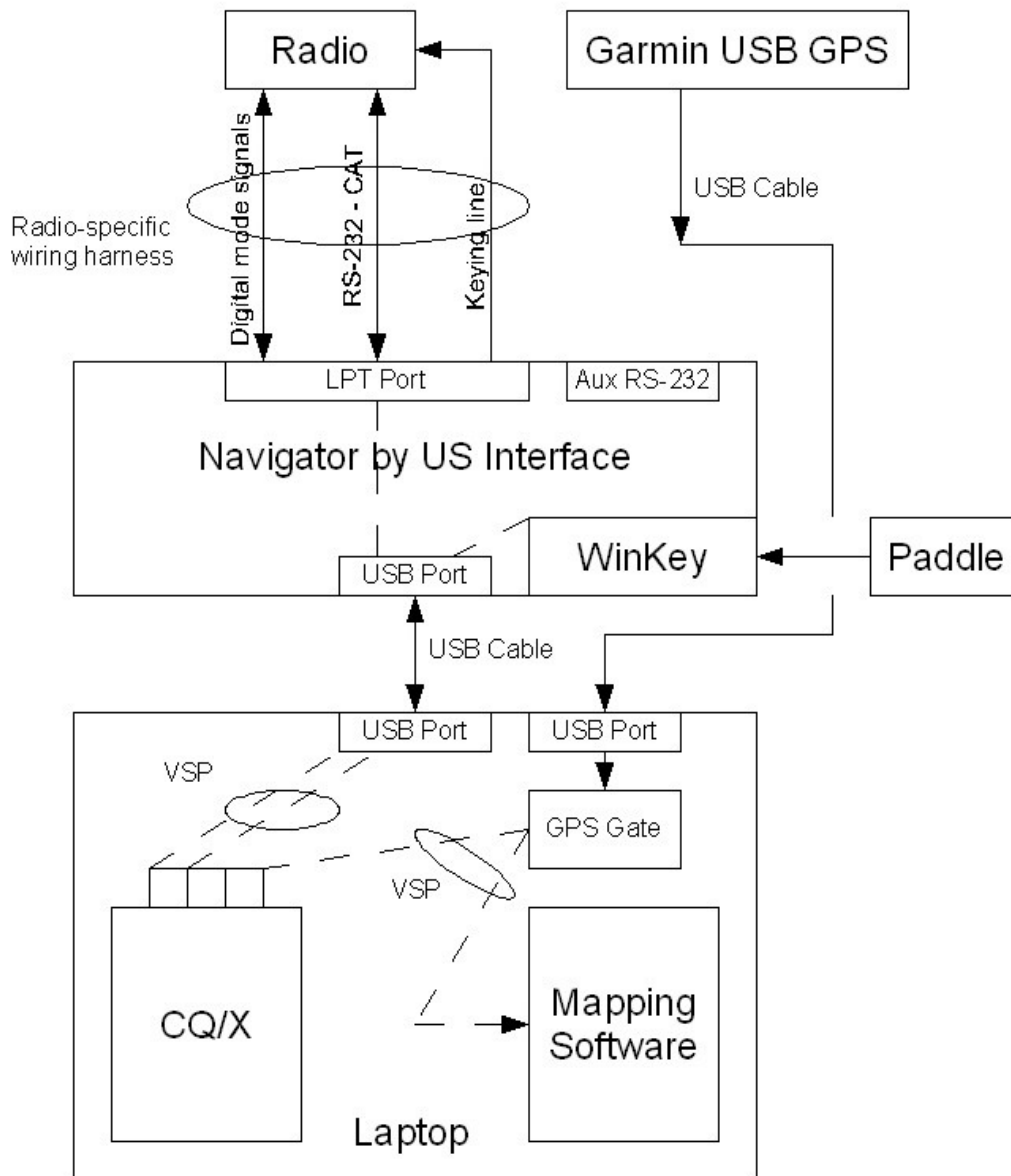 Radio
Garmin USB GPS
Digital mode signals
RS-232 - CAT
Keying line
USB Cable
Radio-specific
wiring harness
LPT Port
Aux RS-232
Navigator by US Interface
WinKey
Paddle
USB Port
USB Cable
USB Port
USB Port
VSP
GPS Gate
VSP
CQ/X
Mapping
Software
Laptop